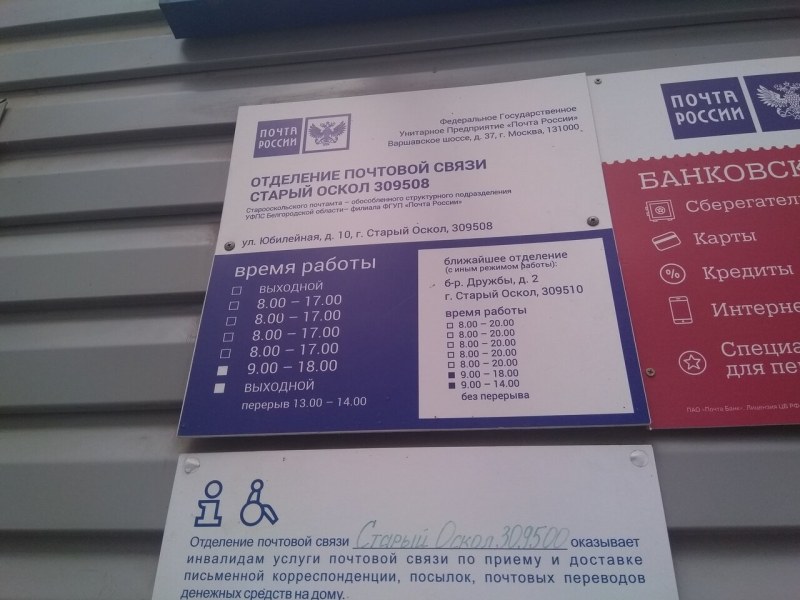 ПОЧТА
РОССИИ
Федеральное Государственное
Унитарное Предприятие «Почта России»
Варшавское шоссе, д. 37, г. Москва, 131000
ОТДЕЛЕНИЕ ПОЧТОВОЙ СВЯЗИ
СТАРЫЙ ОСКОЛ 309508
Старооскольского почтамта – обособленного структурного подразделения
УФПС Белгородской области– филиала ФГУП «Почта России»
ул. Юбилейная, д. 10, г. Старый Оскол, 309508
время работы
ВЫХОДНОЙ
8.00 – 17.00
8.00 – 17.00
8.00 – 17.00
8.00 – 17.00
9.00 – 18.00
ВЫХОДНОЙ
перерыв 13.00 – 14.00
ближайшее отделение
(с иным режимом работы):
б-р. Дружбы, д. 2
г. Старый Оскол, 309510
время работы
8.00 – 20.00
8.00 – 20.00
8.00 – 20.00
8.00 – 20.00
8.00 – 20.00
9.00 – 18.00
9.00 – 14.00
без перерыва
ПОЧТА
РОССИИ
БАНКОВСК
Сберегател
Карты
Кредиты
Интерне
Специа
для пе
ПАО «Почта Банк». Лицензия ЦБ РФ
Отделение почтовой связи Старый Оскол 309500 оказывает
инвалидам услуги почтовой связи по приему и доставке
письменной корреспонденции, посылок, почтовых переводов
денежных средств на дому.